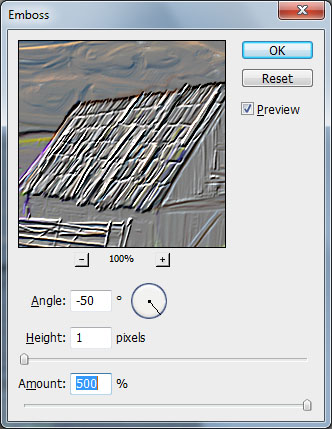 Emboss
OK
Reset
Preview
100%
Angle: -50 °
Height: 1 pixels
Amount: 500 %